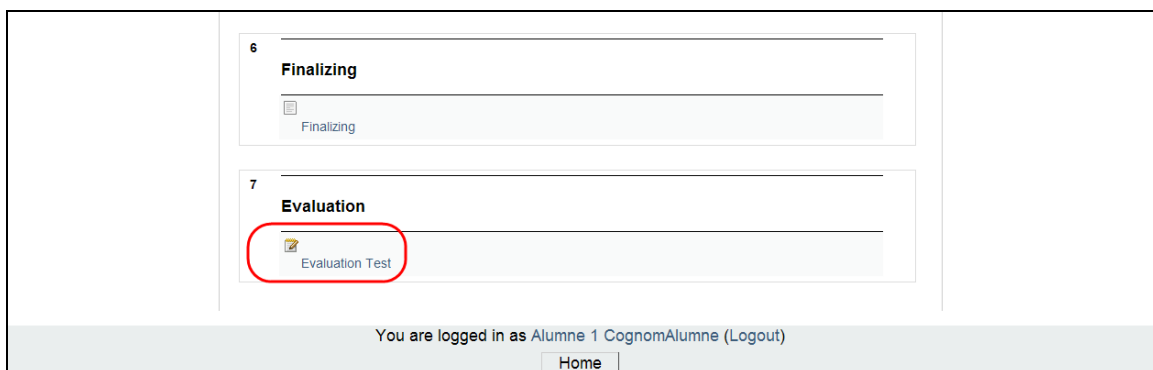 6
Finalizing
Finalizing
7
Evaluation
Evaluation Test
You are logged in as Alumne 1 CognomAlumne (Logout)
Home